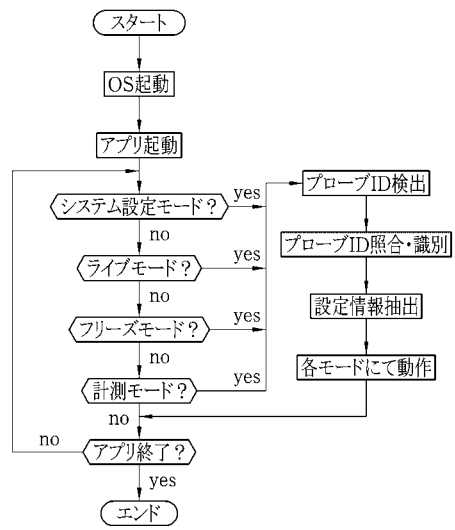 スタート
OS起動
アプリ起動
システム設定モード？
yes
no
ライブモード？
yes
no
フリーズモード？
yes
no
計測モード？
yes
no
プローブID検出
プローブID照合・識別
設定情報抽出
各モードにて動作
アプリ終了？
no
yes
エンド